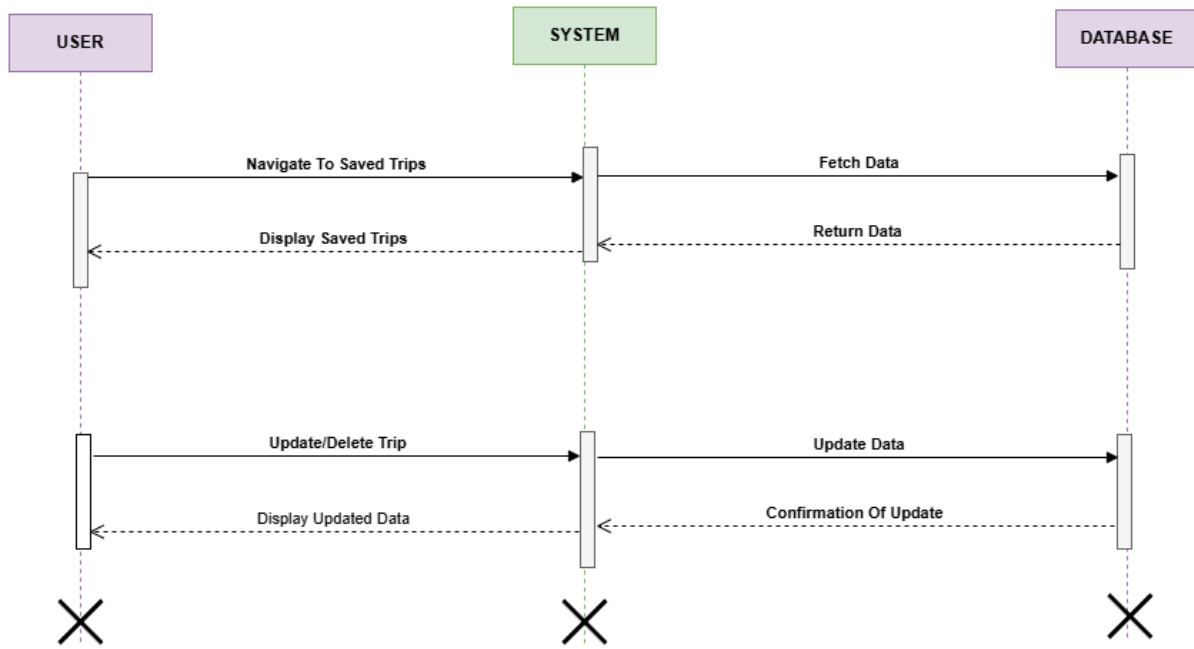 USER
SYSTEM
DATABASE
Navigate To Saved Trips
Fetch Data
Display Saved Trips
Return Data
Update/Delete Trip
Update Data
Display Updated Data
Confirmation Of Update